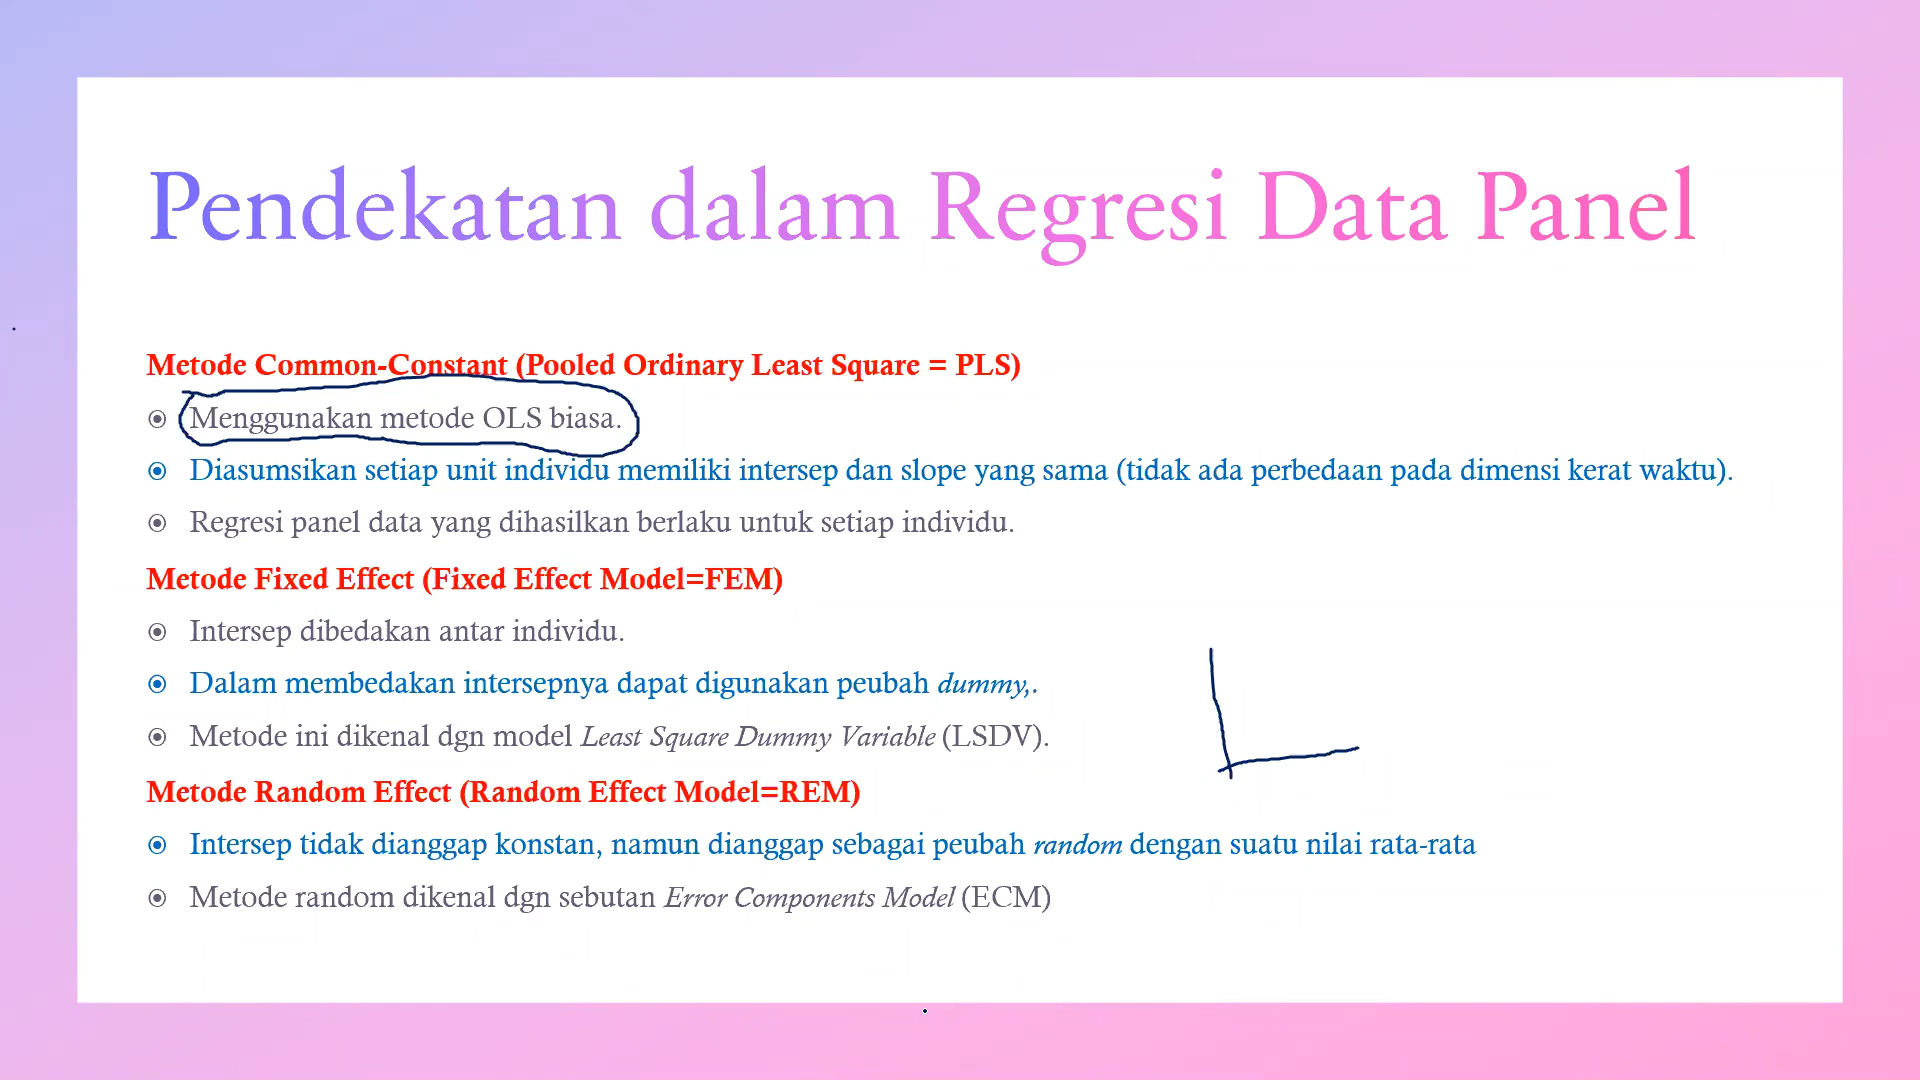 Pendekatan dalam Regresi Data Panel
Metode Common-Constant (Pooled Ordinary Least Square = PLS)
Menggunakan metode OLS biasa.
Diasumsikan setiap unit individu memiliki intersep dan slope yang sama (tidak ada perbedaan pada dimensi kerat waktu).
Regresi panel data yang dihasilkan berlaku untuk setiap individu.
Metode Fixed Effect (Fixed Effect Model=FEM)
Intersep dibedakan antar individu.
Dalam membedakan intersepnya dapat digunakan peubah dummy,.
Metode ini dikenal dgn model Least Square Dummy Variable (LSDV).
Metode Random Effect (Random Effect Model=REM)
Intersep tidak dianggap konstan, namun dianggap sebagai peubah random dengan suatu nilai rata-rata
Metode random dikenal dgn sebutan Error Components Model (ECM)